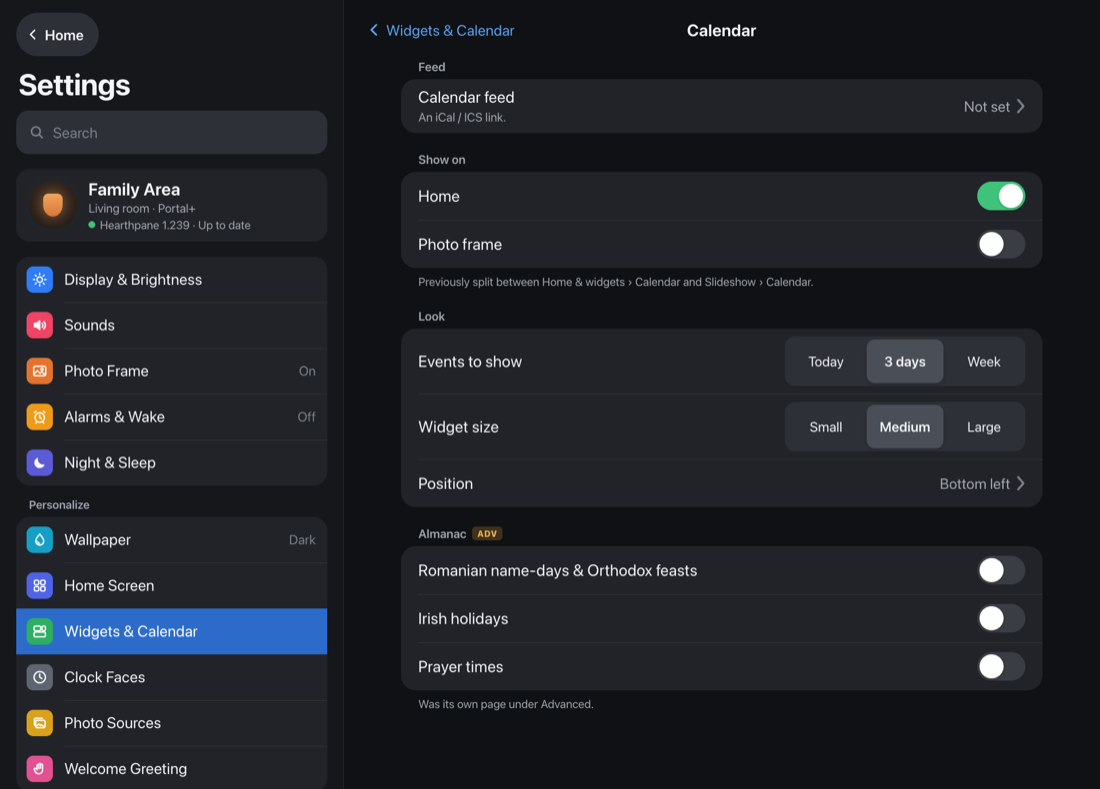 Home
Settings
Search
Family Area
Living room · Portal+
Hearthpane 1.239 · Up to date
Display & Brightness
Sounds
Photo Frame On
Alarms & Wake Off
Night & Sleep
Personalize
Wallpaper Dark
Home Screen
Widgets & Calendar
Clock Faces
Photo Sources
Welcome Greeting
Widgets & Calendar
Calendar
Feed
Calendar feed
An iCal / ICS link.
Not set
Show on
Home
Photo frame
Previously split between Home & widgets › Calendar and Slideshow › Calendar.
Look
Events to show Today 3 days Week
Widget size Small Medium Large
Position Bottom left
Almanac ADV
Romanian name-days & Orthodox feasts
Irish holidays
Prayer times
Was its own page under Advanced.